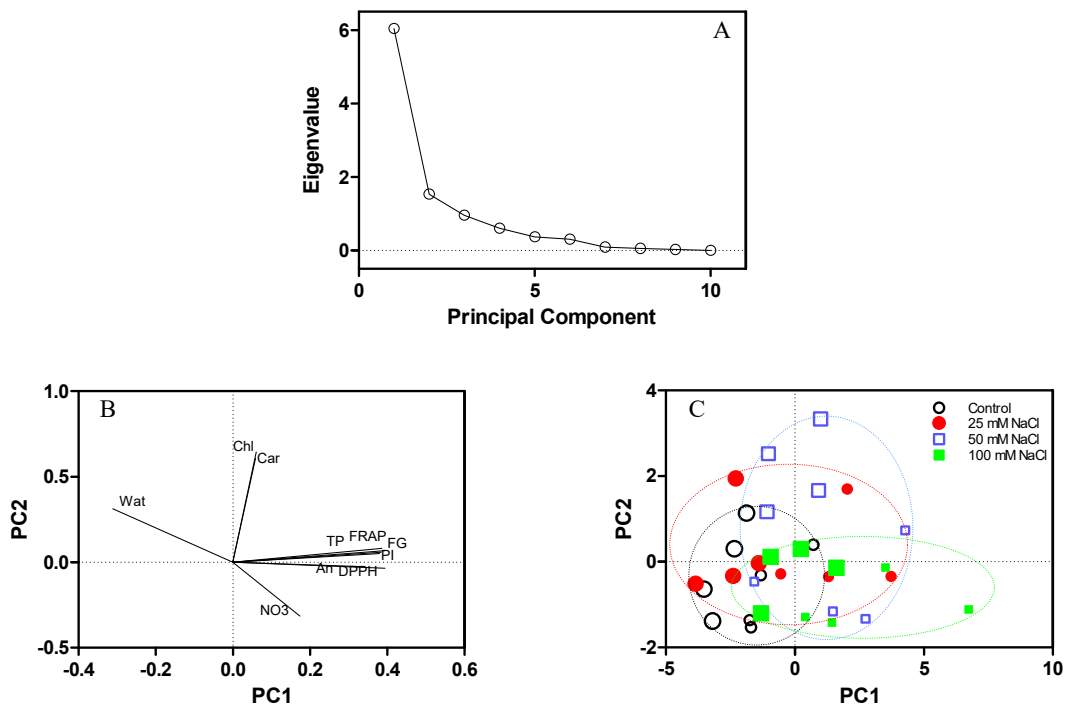 A
Eigenvalue
6
4
2
0
0
5
10
Principal Component
B
PC2
1.0
0.5
0.0
-0.5
Chl
Car
Wat
TP
FRAP
FG
Pl
An
DPPH
NO3
-0.4
-0.2
0.0
0.2
0.4
0.6
PC1
C
PC2
4
2
0
-2
Control
25 mM NaCl
50 mM NaCl
100 mM NaCl
-5
0
5
10
PC1